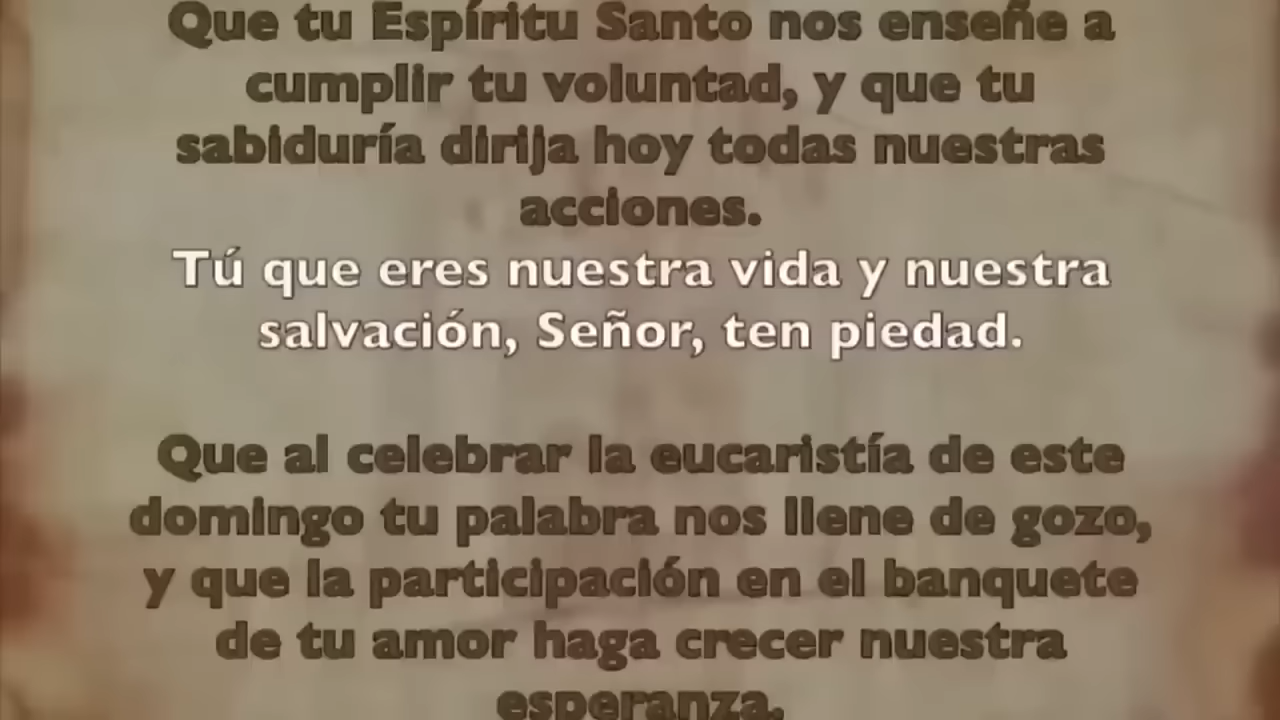 Que tu Espíritu Santo nos enseñe a
cumplir tu voluntad, y que tu
sabiduría dirija hoy todas nuestras
acciones.
Tú que eres nuestra vida y nuestra
salvación, Señor, ten piedad.
Que al celebrar la eucaristía de este
domingo tu palabra nos llene de gozo,
y que la participación en el banquete
de tu amor haga crecer nuestra
esperanza.